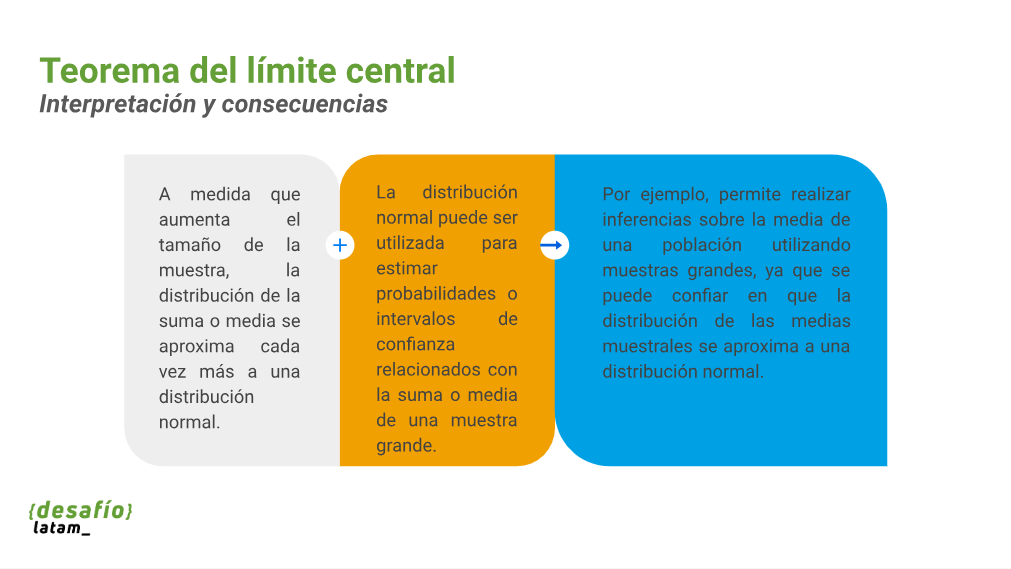 Teorema del límite central
Interpretación y consecuencias
A medida que
aumenta el
tamaño de la
muestra, la
distribución de la
suma o media se
aproxima cada
vez más a una
distribución
normal.
La distribución
normal puede ser
utilizada para
estimar
probabilidades o
intervalos de
confianza
relacionados con
la suma o media
de una muestra
grande.
Por ejemplo, permite realizar
inferencias sobre la media de
una población utilizando
muestras grandes, ya que se
puede confiar en que la
distribución de las medias
muestrales se aproxima a una
distribución normal.
{desafío}
latam_